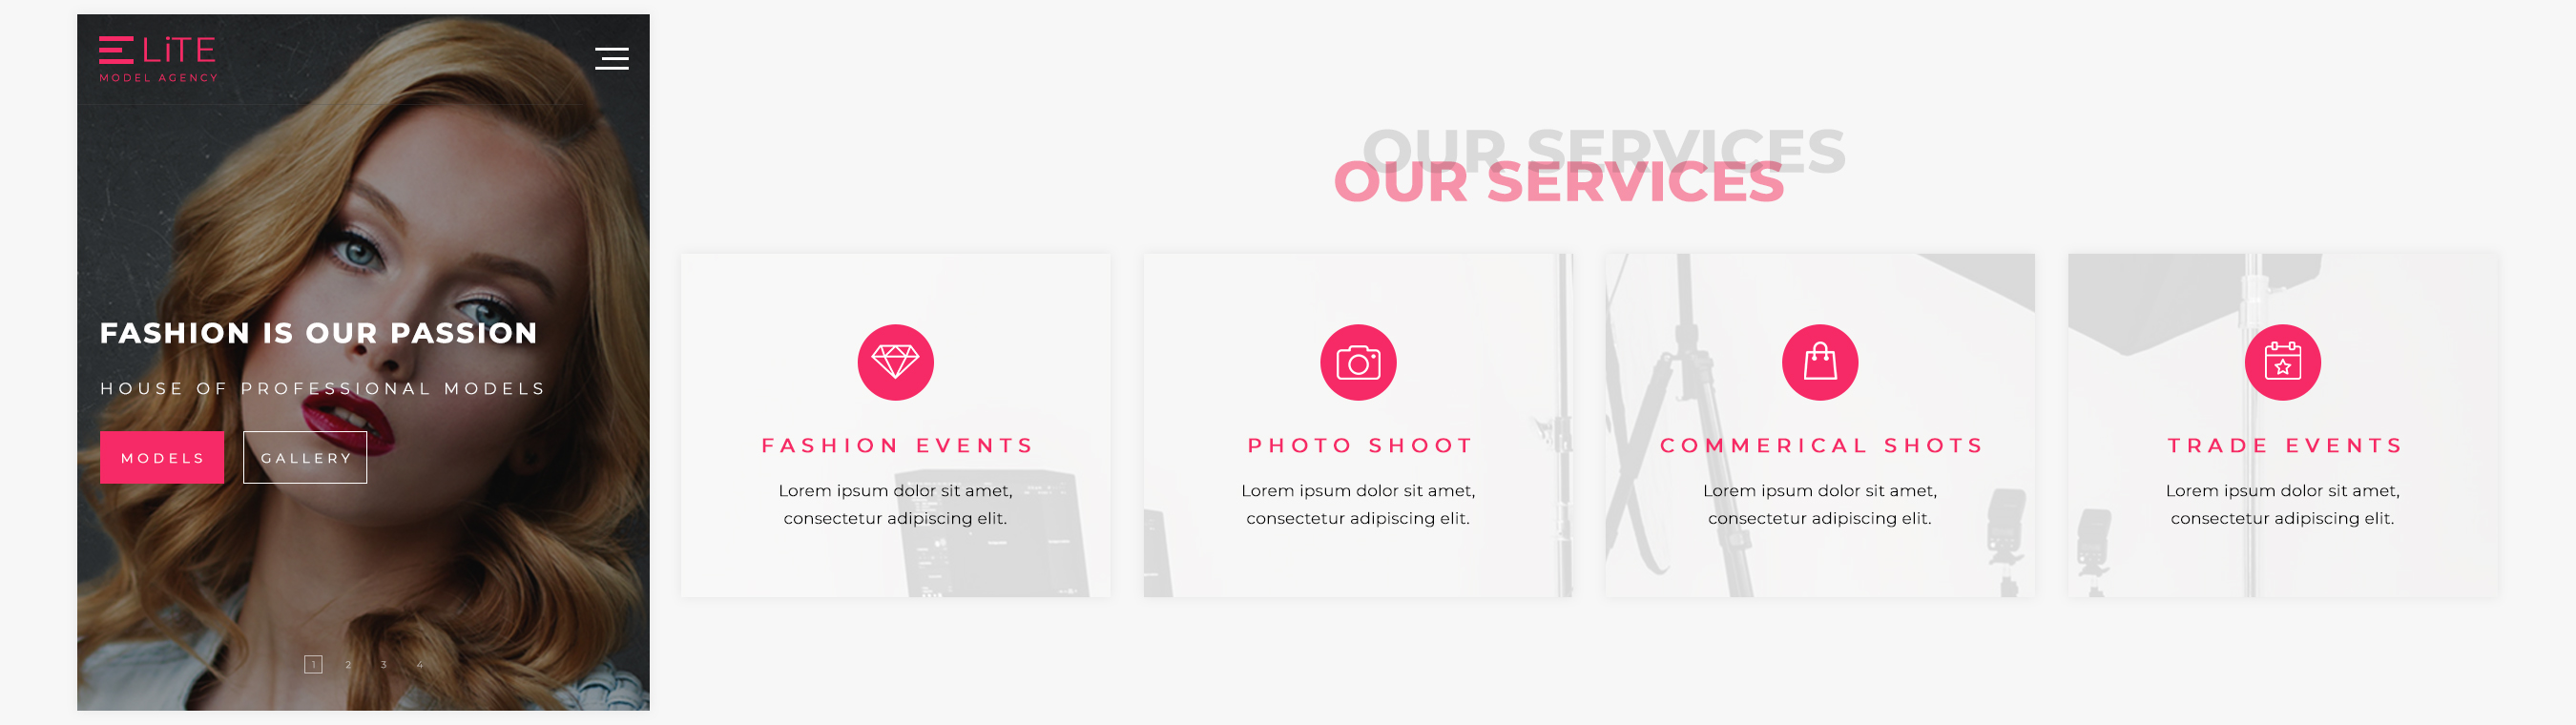 ELiTE
MODEL AGENCY
FASHION IS OUR PASSION
HOUSE OF PROFESSIONAL MODELS
MODELS
GALLERY
1 2 3 4
OUR SERVICES
OUR SERVICES
FASHION EVENTS
Lorem ipsum dolor sit amet,
consectetur adipiscing elit.
PHOTO SHOOT
Lorem ipsum dolor sit amet,
consectetur adipiscing elit.
COMMERICAL SHOTS
Lorem ipsum dolor sit amet,
consectetur adipiscing elit.
TRADE EVENTS
Lorem ipsum dolor sit amet,
consectetur adipiscing elit.